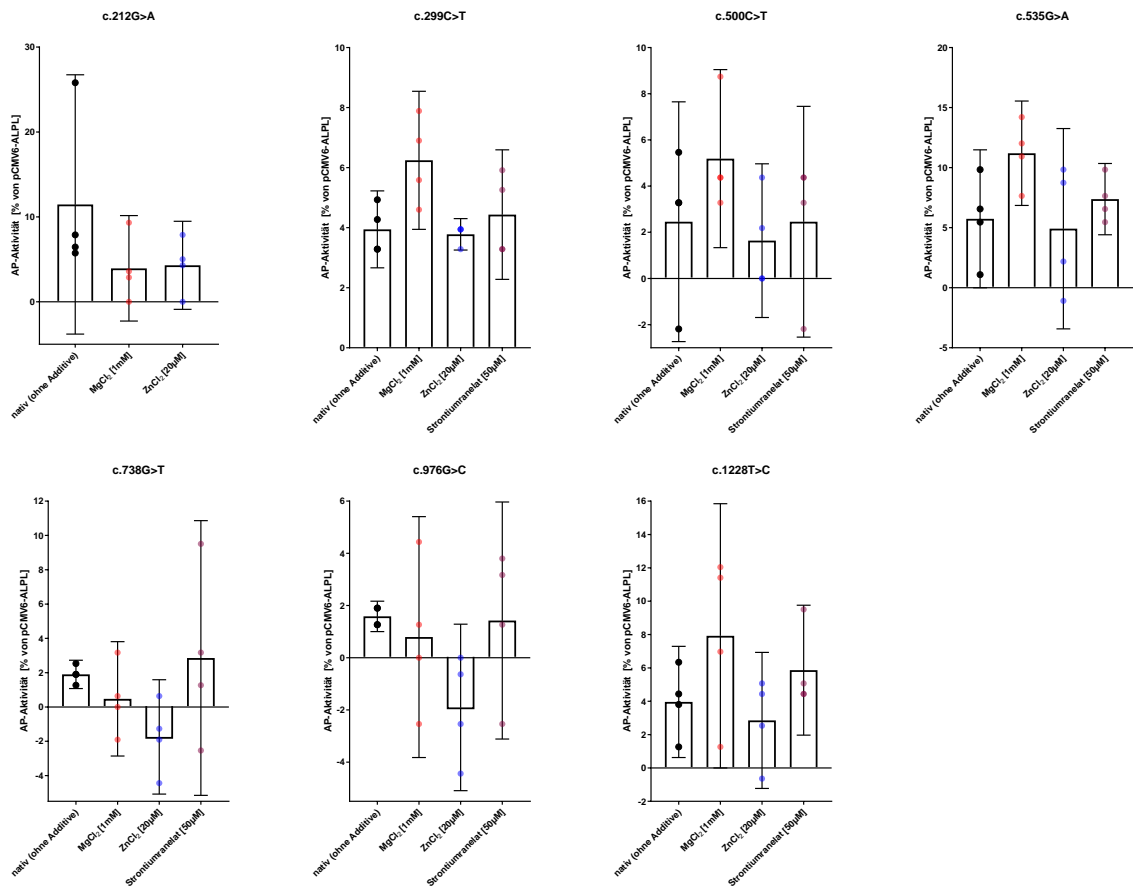 c.212G>A
AP-Aktivität [% von pCMV6-ALPL]
30
20
10
0
nativ (ohne Additive)
MgCl₂ [1mM]
ZnCl₂ [20µM]
c.299C>T
AP-Aktivität [% von pCMV6-ALPL]
10
8
6
4
2
0
nativ (ohne Additive)
MgCl₂ [1mM]
ZnCl₂ [20µM]
Strontiumranelat [50µM]
c.500C>T
AP-Aktivität [% von pCMV6-ALPL]
10
8
6
4
2
0
-2
nativ (ohne Additive)
MgCl₂ [1mM]
ZnCl₂ [20µM]
Strontiumranelat [50µM]
c.535G>A
AP-Aktivität [% von pCMV6-ALPL]
20
15
10
5
0
-5
nativ (ohne Additive)
MgCl₂ [1mM]
ZnCl₂ [20µM]
Strontiumranelat [50µM]
c.738G>T
AP-Aktivität [% von pCMV6-ALPL]
12
10
8
6
4
2
0
-2
-4
nativ (ohne Additive)
MgCl₂ [1mM]
ZnCl₂ [20µM]
Strontiumranelat [50µM]
c.976G>C
AP-Aktivität [% von pCMV6-ALPL]
6
4
2
0
-2
-4
nativ (ohne Additive)
MgCl₂ [1mM]
ZnCl₂ [20µM]
Strontiumranelat [50µM]
c.1228T>C
AP-Aktivität [% von pCMV6-ALPL]
16
14
12
10
8
6
4
2
0
-2
nativ (ohne Additive)
MgCl₂ [1mM]
ZnCl₂ [20µM]
Strontiumranelat [50µM]